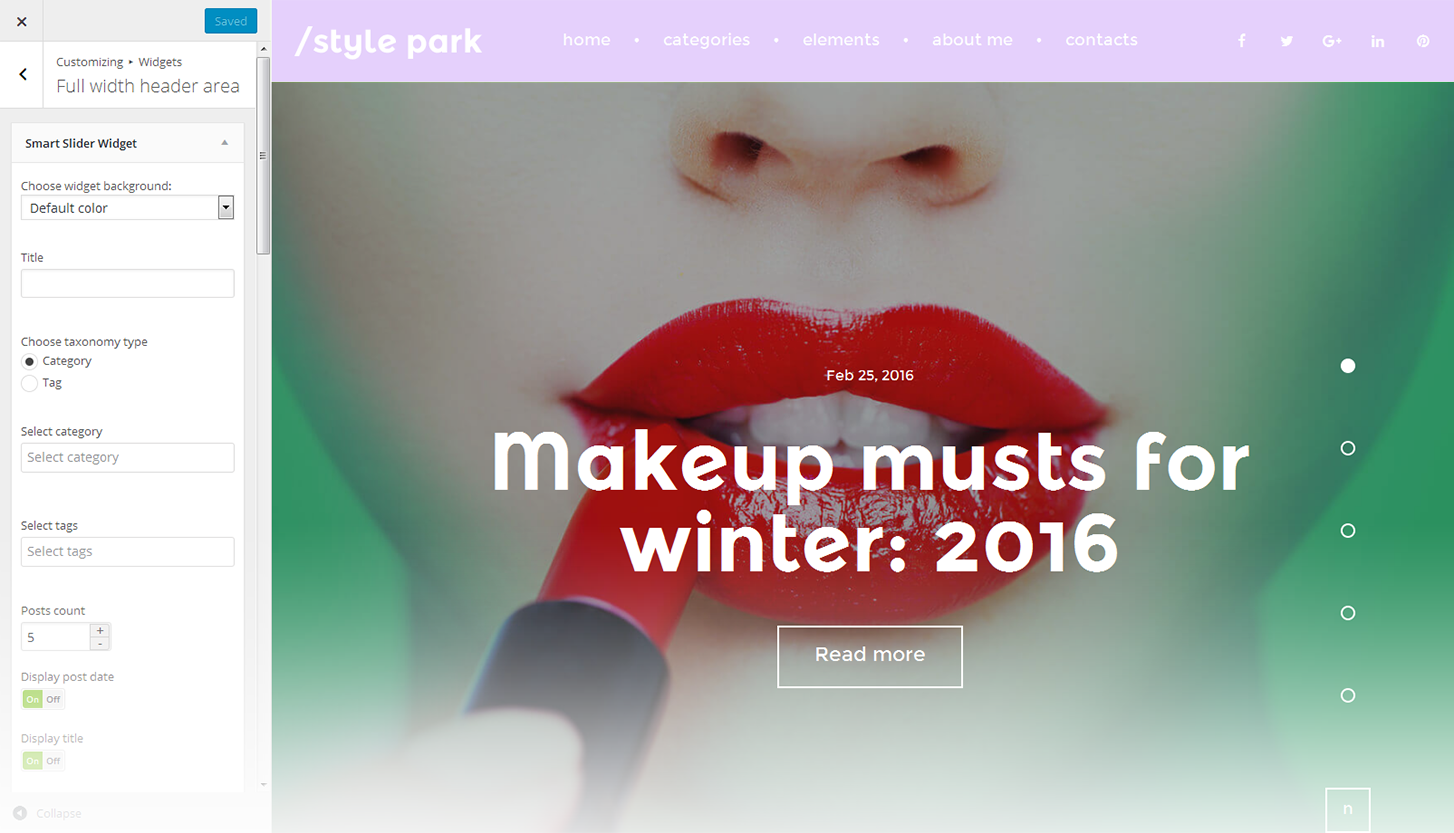 Saved
Customizing ▸ Widgets
Full width header area
Smart Slider Widget
Choose widget background:
Default color
Title
Choose taxonomy type
Category
Tag
Select category
Select category
Select tags
Select tags
Posts count
5
+
-
Display post date
On Off
Display title
On Off
Collapse
/style park
home • categories • elements • about me • contacts
Feb 25, 2016
Makeup musts for
winter: 2016
Read more
n